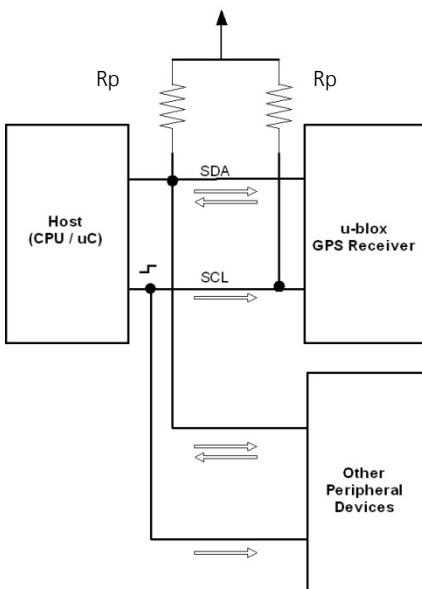 Rp
Rp
SDA
Host
(CPU / uC)
u-blox
GPS Receiver
SCL
Other
Peripheral
Devices